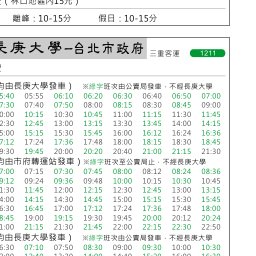 ( 林口地區內15元 )
離峰 : 10-15分 假日 : 10-15分
長庚大學–台北市政府 三重客運 1211
均由長庚大學發車 ) ※綠字班次由公賣局發車，不經長庚大學
5:40 05:55 06:10 06:20 06:30 06:40 06:50 07:00
7:30 07:40 07:50 08:00 08:15 08:30 08:45 09:00
0:00 10:15 10:30 10:45 11:00 11:15 11:30 11:45
2:30 12:45 13:00 13:15 13:30 13:45 14:00 14:15
5:00 15:15 15:30 15:45 16:00 16:12 16:24 16:36
7:12 17:24 17:36 17:48 18:00 18:15 18:30 18:45
9:30 19:45 20:00 20:20 20:40 21:00 21:15 21:30
均由市府轉運站發車 ) ※綠字班次至公賣局止，不經長庚大學
7:00 07:15 07:30 07:45 08:00 08:12 08:24 08:36
9:12 09:24 09:36 09:48 10:00 10:15 10:30 10:45
1:30 11:45 12:00 12:15 12:30 12:45 13:00 13:15
4:00 14:15 14:30 14:45 15:00 15:15 15:30 15:45
6:30 16:45 17:00 17:12 17:24 17:36 17:48 18:00
8:45 19:00 19:15 19:30 19:45 20:00 20:12 20:24
1:00 21:15 21:30 21:45 22:00 22:15 22:30 22:50
均由長庚大學發車 ) ※綠字班次由公賣局發車，不經長庚大學
6:30 07:10 07:50 08:30 09:00 09:30 10:00 10:30